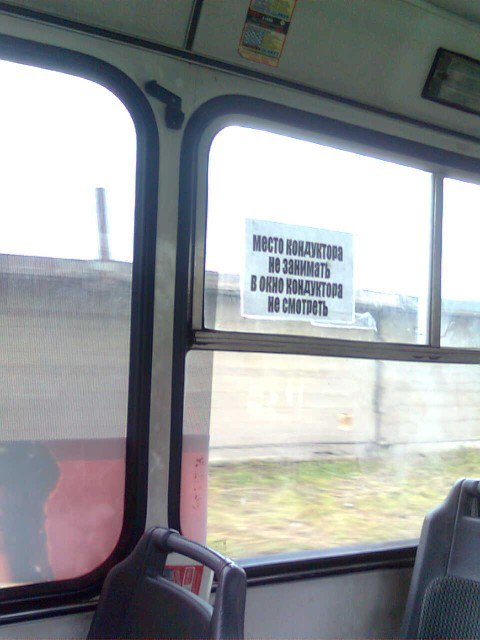 место кондуктора
не занимать
в окно кондуктора
не смотреть